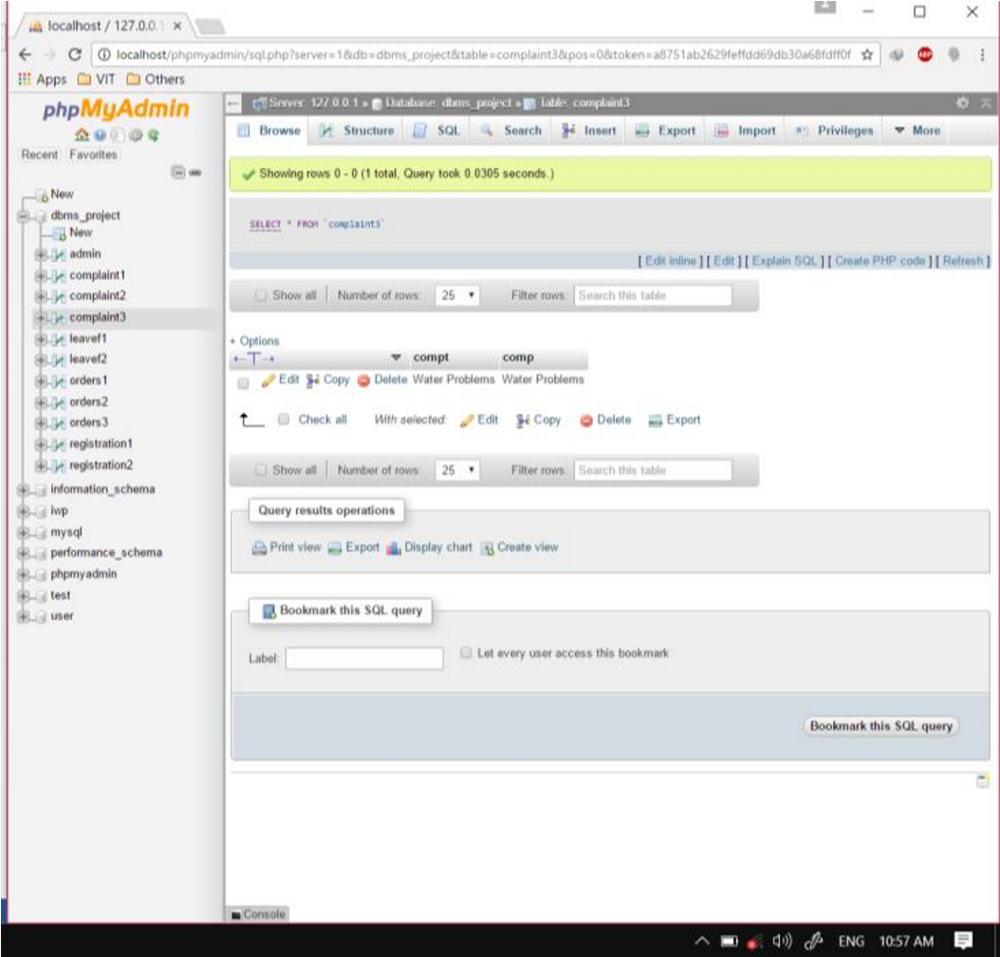 localhost / 127.0.0.1 ×
localhost/phpmyadmin/sql.php?server=1&db=dbms_project&table=complaint3&pos=0&token=a8751ab2629feffdd69db30a68fdff0f
Apps VIT Others
phpMyAdmin
Recent Favorites
New
dbms_project
New
admin
complaint1
complaint2
complaint3
leavef1
leavef2
orders1
orders2
orders3
registration1
registration2
information_schema
iwp
mysql
performance_schema
phpmyadmin
test
user
Server: 127.0.0.1 » Database: dbms_project » Table: complaint3
Browse Structure SQL Search Insert Export Import Privileges More
Showing rows 0 - 0 (1 total, Query took 0.0305 seconds.)
SELECT * FROM `complaint3`
[ Edit inline ] [ Edit ] [ Explain SQL ] [ Create PHP code ] [ Refresh ]
Show all Number of rows: 25 Filter rows: Search this table
+ Options
←T→ compt comp
Edit Copy Delete Water Problems Water Problems
Check all With selected: Edit Copy Delete Export
Show all Number of rows: 25 Filter rows: Search this table
Query results operations
Print view Export Display chart Create view
Bookmark this SQL query
Label: Let every user access this bookmark
Bookmark this SQL query
Console
ENG 10:57 AM